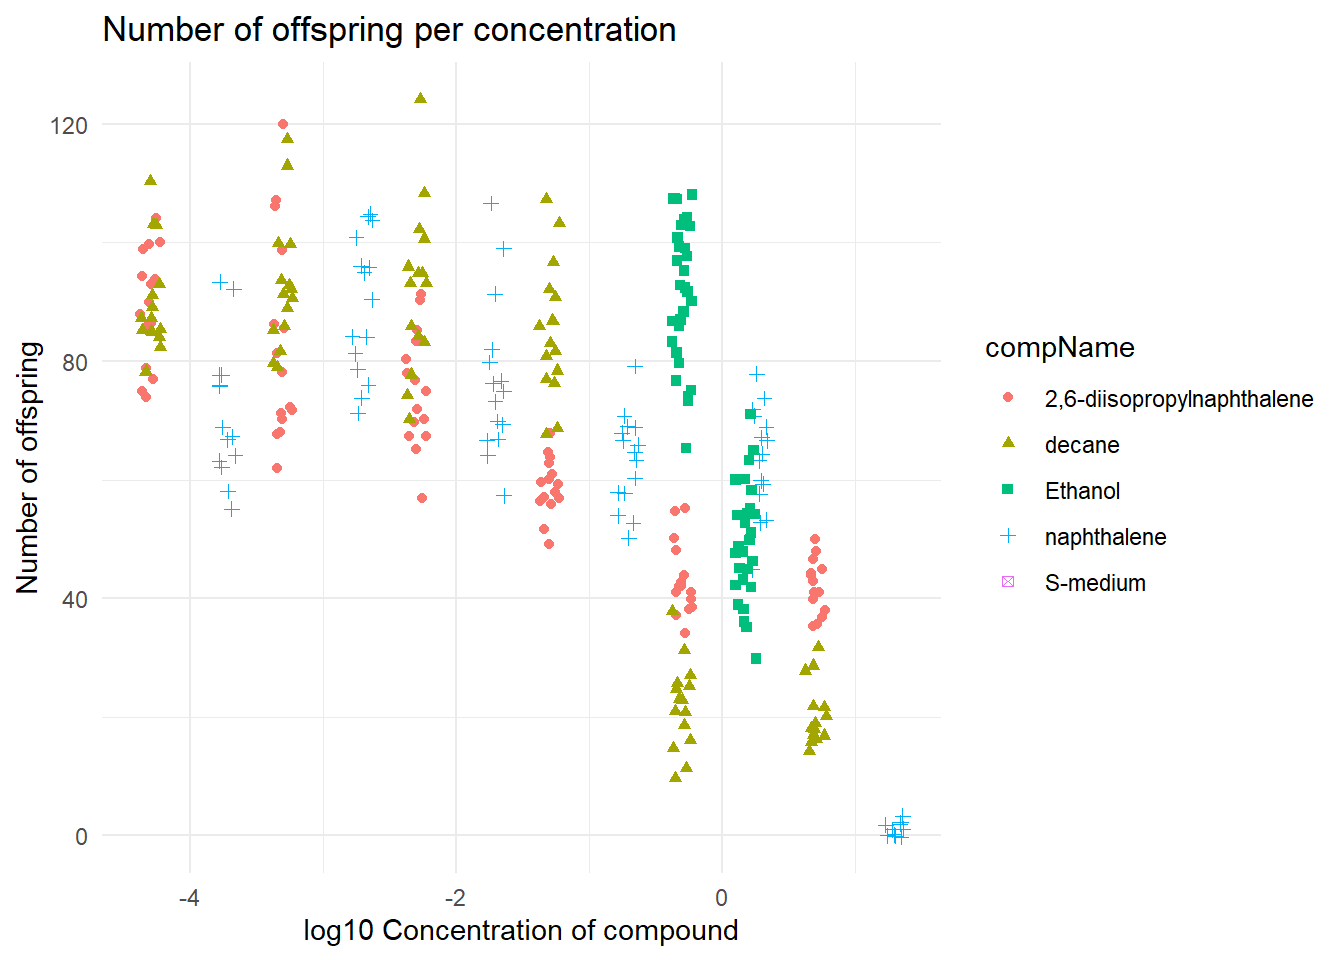 Number of offspring per concentration
120
80
40
0
Number of offspring
-4
-2
0
log10 Concentration of compound
compName
2,6-diisopropylnaphthalene
decane
Ethanol
naphthalene
S-medium